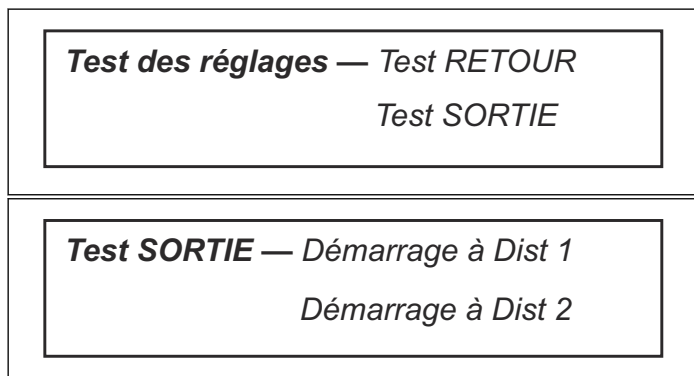 Test des réglages — Test RETOUR
Test SORTIE
Test SORTIE — Démarrage à Dist 1
Démarrage à Dist 2